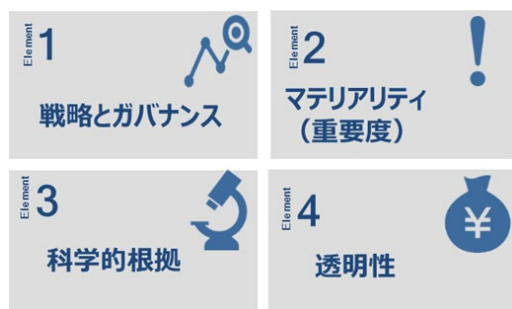 Element 1
戦略とガバナンス
Element 2
マテリアリティ
（重要度）
Element 3
科学的根拠
Element 4
¥
透明性